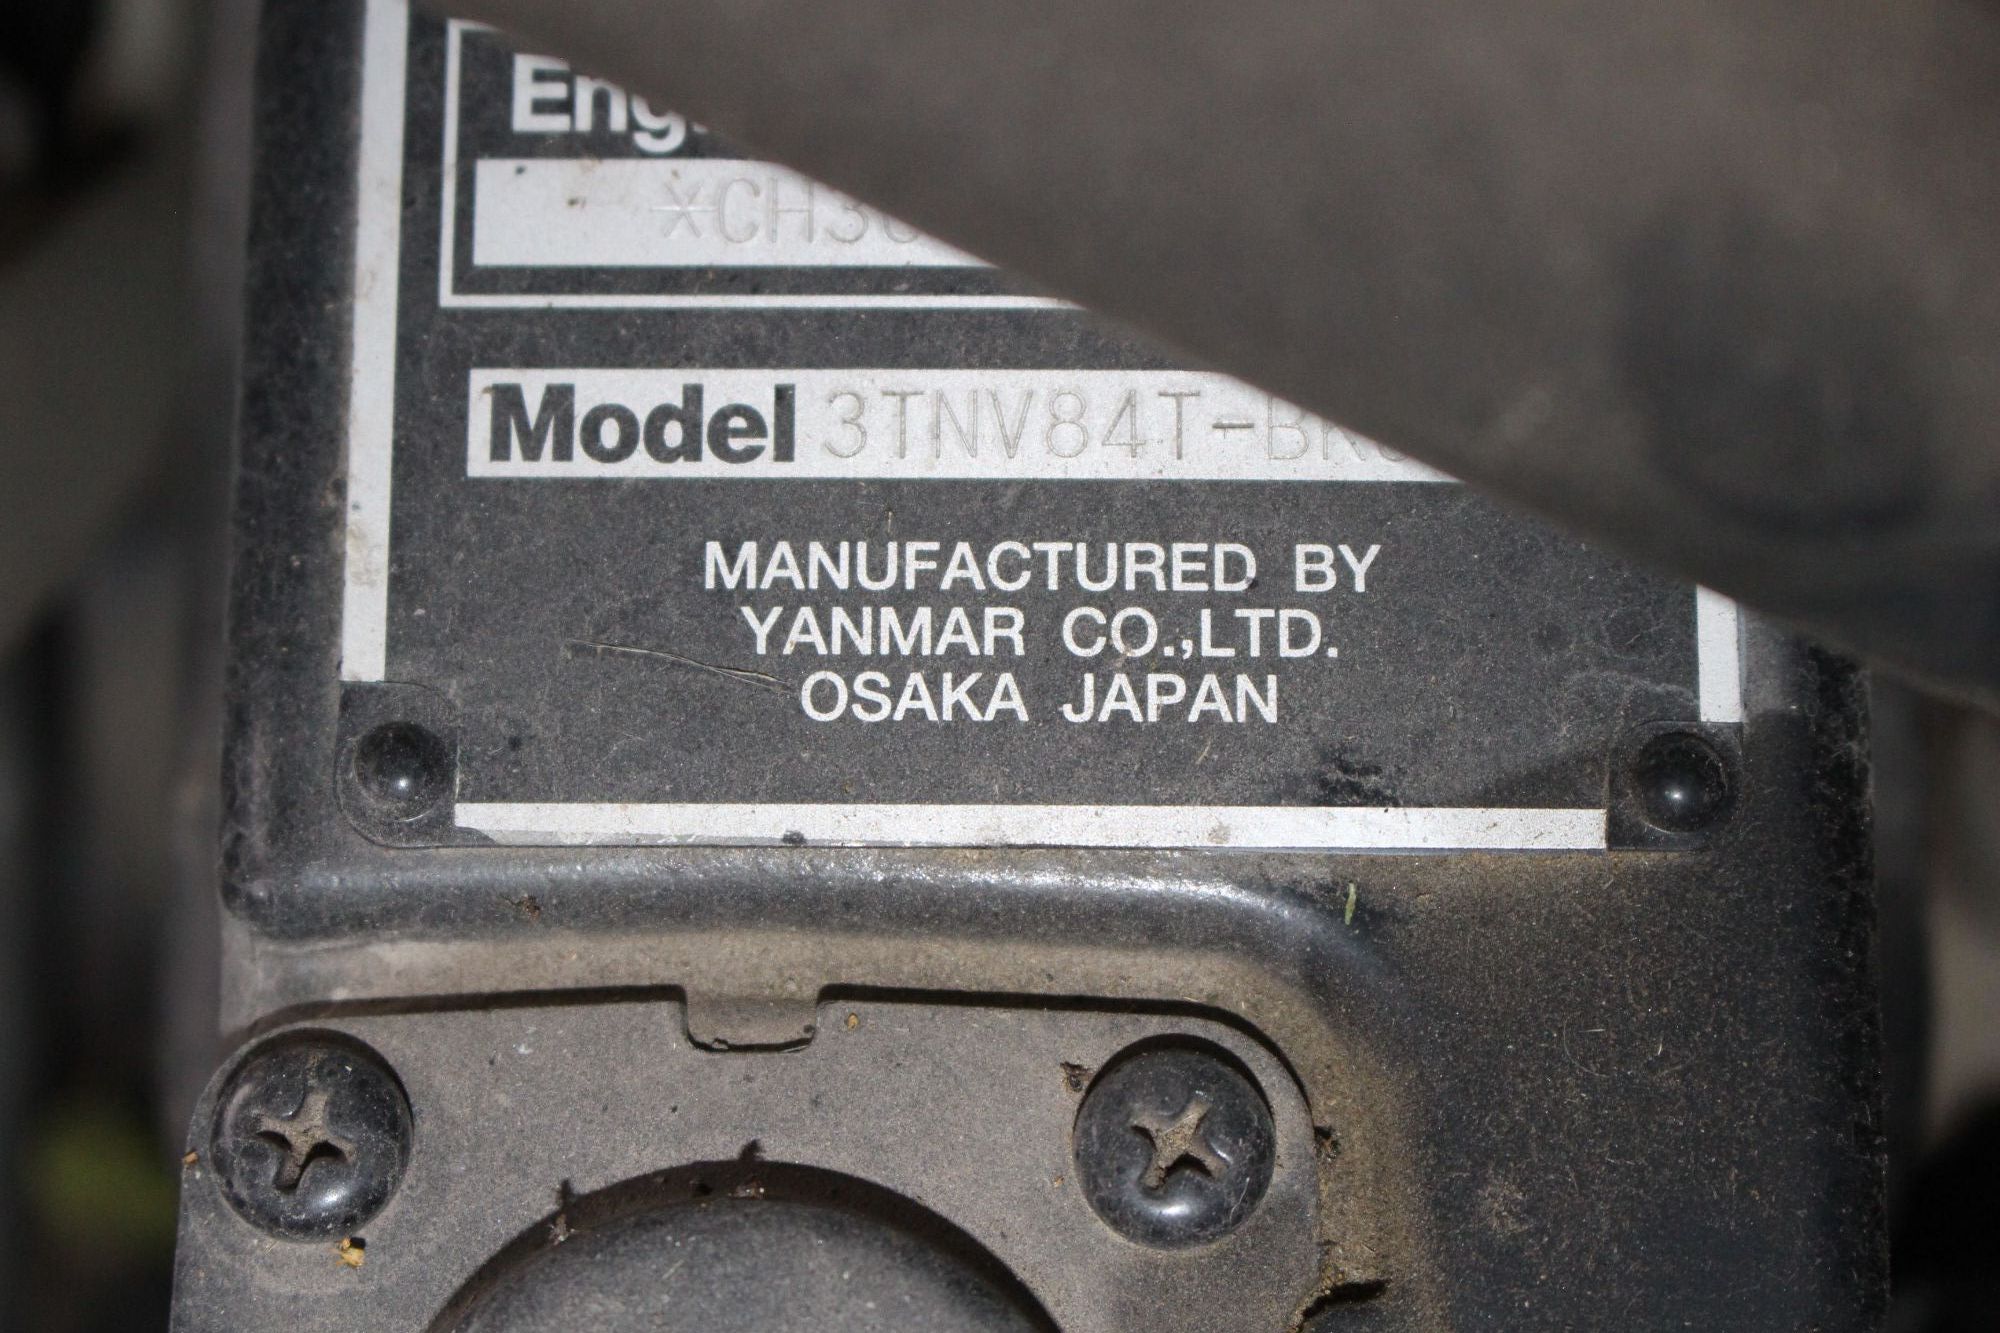 Model 3TNV84T-
MANUFACTURED BY
YANMAR CO.,LTD.
OSAKA JAPAN